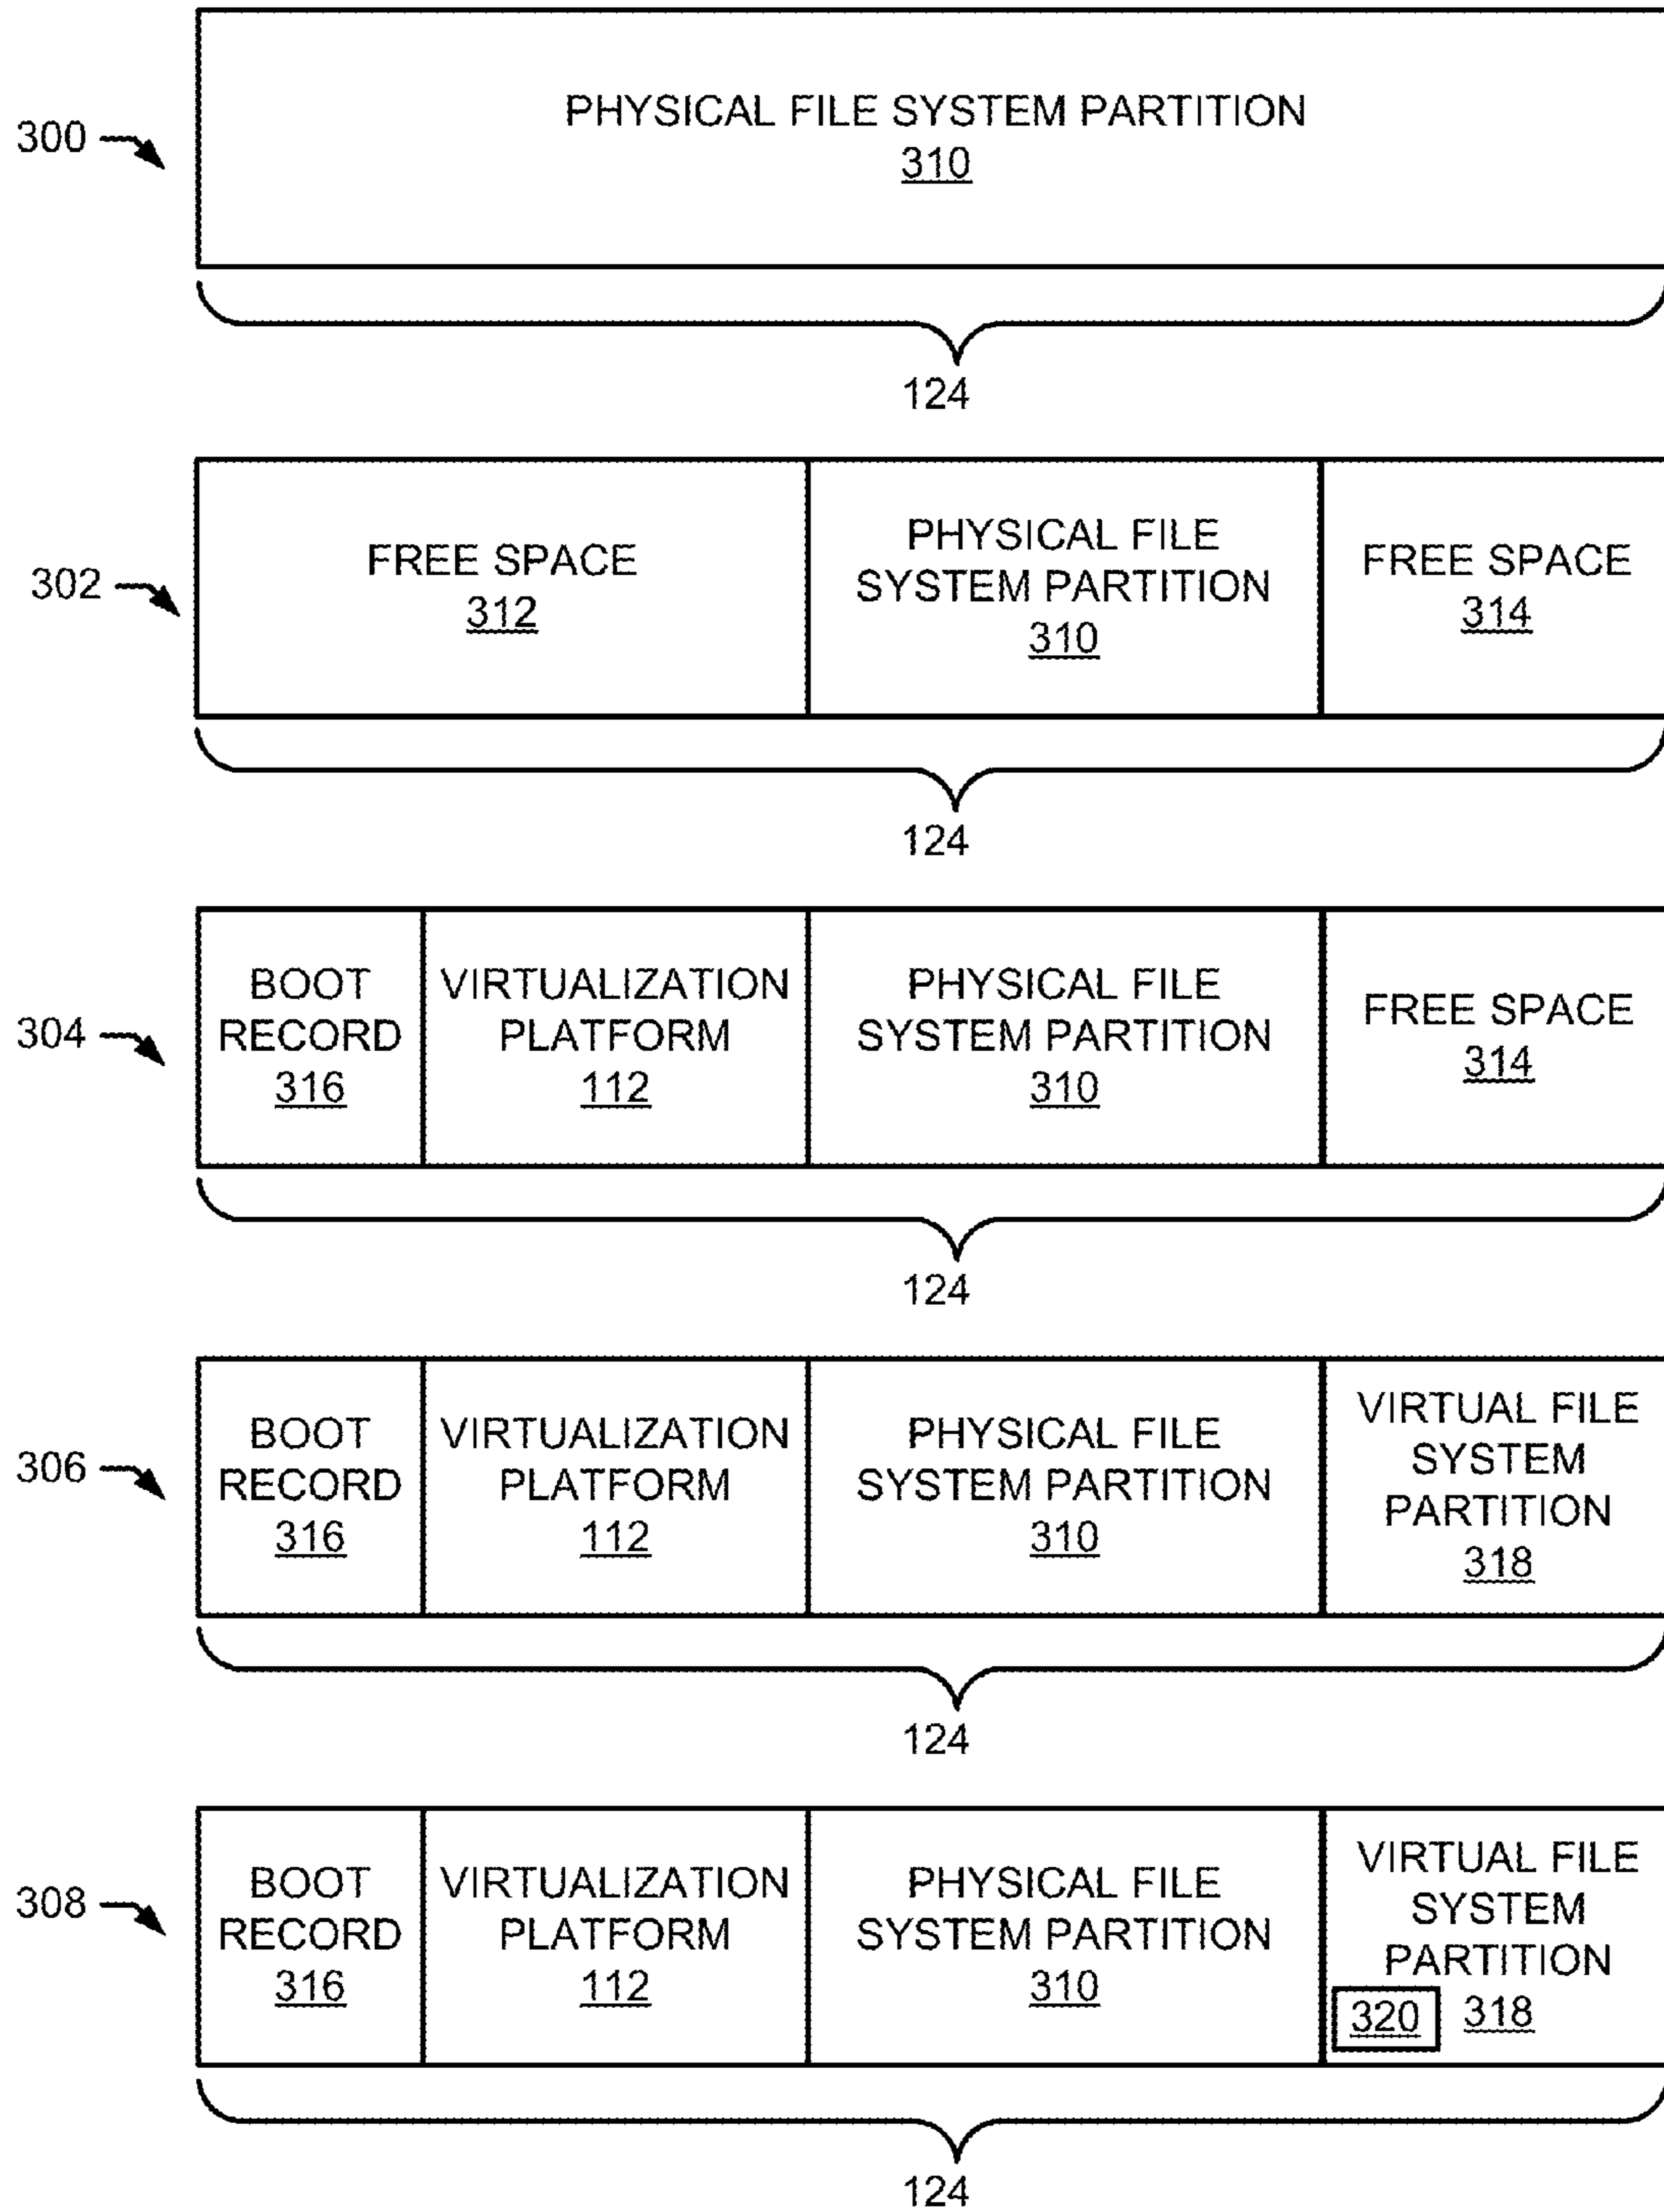 PHYSICAL FILE SYSTEM PARTITION
310
300
124
FREE SPACE
312
PHYSICAL FILE
SYSTEM PARTITION
310
FREE SPACE
314
302
124
BOOT
RECORD
316
VIRTUALIZATION
PLATFORM
112
PHYSICAL FILE
SYSTEM PARTITION
310
FREE SPACE
314
304
124
BOOT
RECORD
316
VIRTUALIZATION
PLATFORM
112
PHYSICAL FILE
SYSTEM PARTITION
310
VIRTUAL FILE
SYSTEM
PARTITION
318
306
124
BOOT
RECORD
316
VIRTUALIZATION
PLATFORM
112
PHYSICAL FILE
SYSTEM PARTITION
310
VIRTUAL FILE
SYSTEM
PARTITION
320
318
308
124